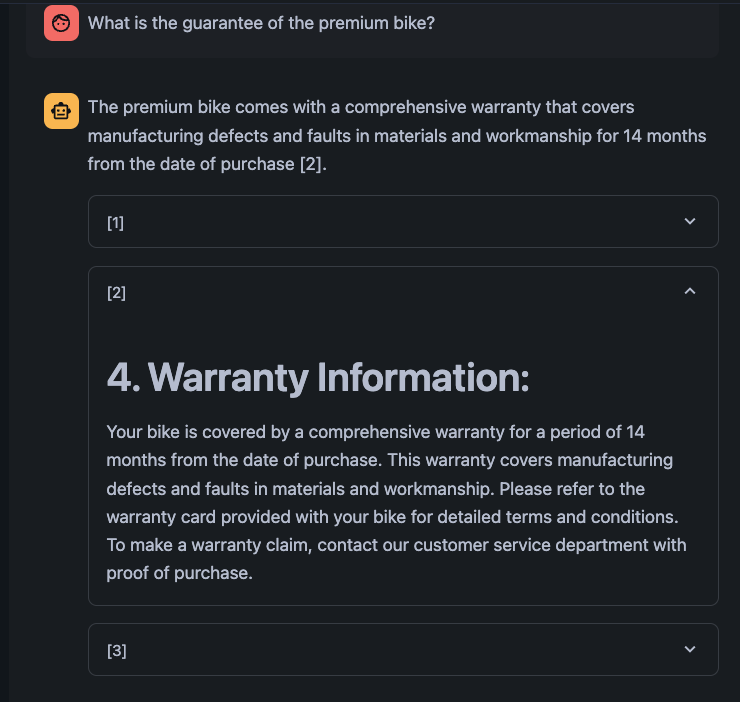 What is the guarantee of the premium bike?
The premium bike comes with a comprehensive warranty that covers
manufacturing defects and faults in materials and workmanship for 14 months
from the date of purchase [2].
[1]
[2]
4. Warranty Information:
Your bike is covered by a comprehensive warranty for a period of 14
months from the date of purchase. This warranty covers manufacturing
defects and faults in materials and workmanship. Please refer to the
warranty card provided with your bike for detailed terms and conditions.
To make a warranty claim, contact our customer service department with
proof of purchase.
[3]